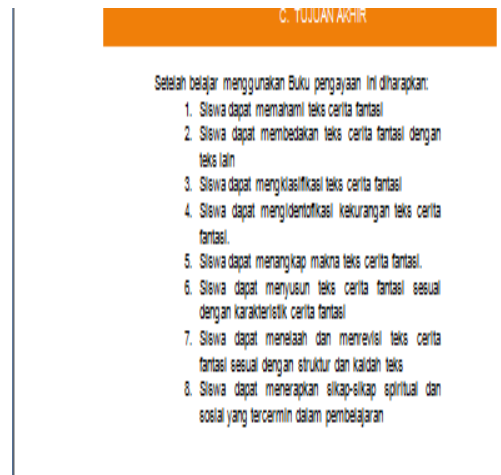 C. TUJUAN AKHIR
Setelah belajar menggunakan Buku pengayaan ini diharapkan:
1. Siswa dapat memahami teks cerita fantasi
2. Siswa dapat membedakan teks cerita fantasi dengan
teks lain
3. Siswa dapat mengklasifikasi teks cerita fantasi
4. Siswa dapat mengidentofikasi kekurangan teks cerita
fantasi.
5. Siswa dapat menangkap makna teks cerita fantasi.
6. Siswa dapat menyusun teks cerita fantasi sesuai
dengan karakteristik cerita fantasi
7. Siswa dapat menelaah dan menrevisi teks cerita
fantasi sesuai dengan struktur dan kaidah teks
8. Siswa dapat menerapkan sikap-sikap spiritual dan
sosial yang tercermin dalam pembelajaran